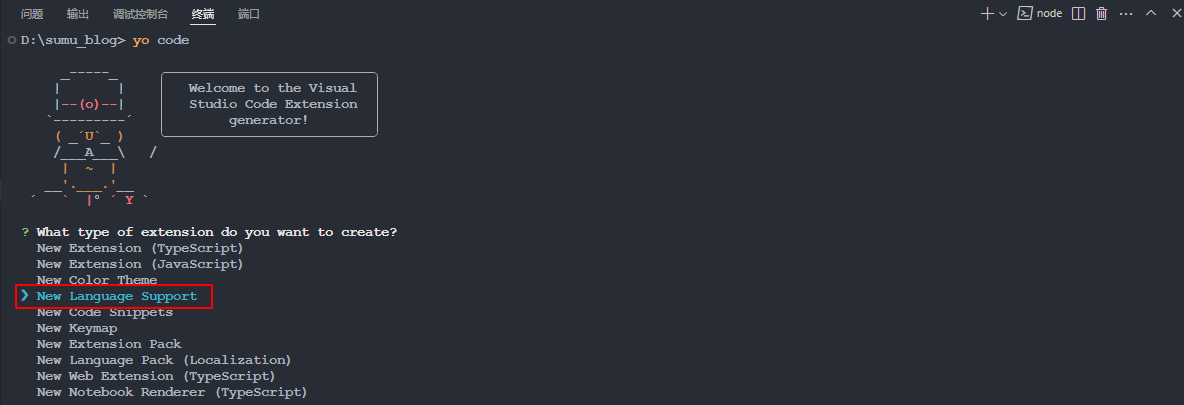 问题 输出 调试控制台 终端 端口 node
D:\sumu_blog> yo code
     _-----_
    |       |
    |--(o)--|
   `---------´
    ( _´U`_ )
    /___A___\   /
     |  ~  |
   __'.___.'__
 ´   `  |° ´ Y `
Welcome to the Visual
Studio Code Extension
generator!
? What type of extension do you want to create?
New Extension (TypeScript)
New Extension (JavaScript)
New Color Theme
❯ New Language Support
New Code Snippets
New Keymap
New Extension Pack
New Language Pack (Localization)
New Web Extension (TypeScript)
New Notebook Renderer (TypeScript)